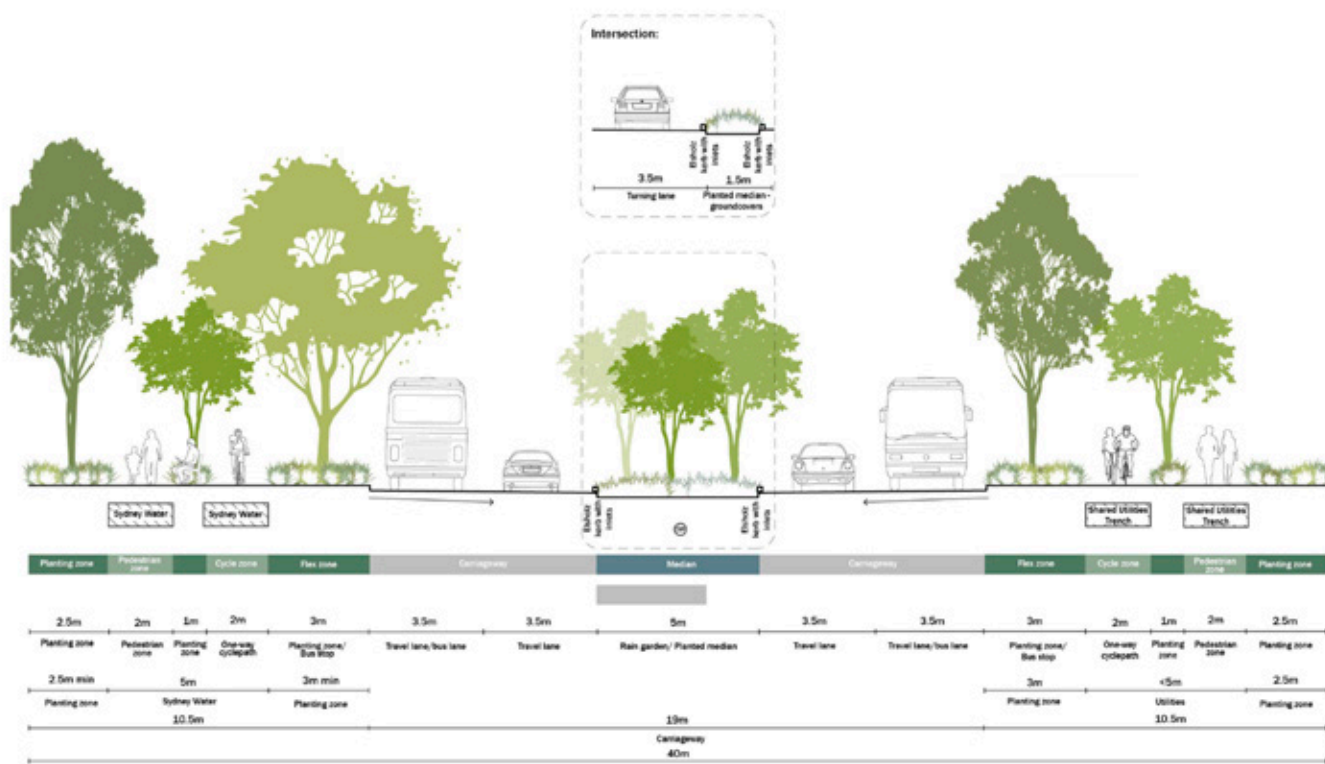 Intersection:
Elsholz
kerb with
inlets
Elsholz
kerb with
inlets
3.5m
1.5m
Turning lane
Planted median -
groundcovers
Sydney Water
Sydney Water
kerb with
inlets
kerb with
inlets
Shared Utilities
Trench
Shared Utilities
Trench
Planting zone
Pedestrian
zone
Cycle zone
Flex zone
Carriageway
Median
Carriageway
Flex zone
Cycle zone
Pedestrian
zone
Planting zone
2.5m
2m
1m
2m
3m
3.5m
3.5m
5m
3.5m
3.5m
3m
2m
1m
2m
2.5m
Planting zone
Pedestrian
zone
Planting
zone
One-way
cyclepath
Planting zone/
Bus stop
Travel lane/bus lane
Travel lane
Rain garden/ Planted median
Travel lane
Travel lane/bus lane
Planting zone/
Bus stop
One-way
cyclepath
Planting
zone
Pedestrian
zone
Planting zone
2.5m min
5m
3m min
3m
<5m
2.5m
Planting zone
Sydney Water
Planting zone
Planting zone
Utilities
Planting zone
10.5m
19m
10.5m
Carriageway
40m